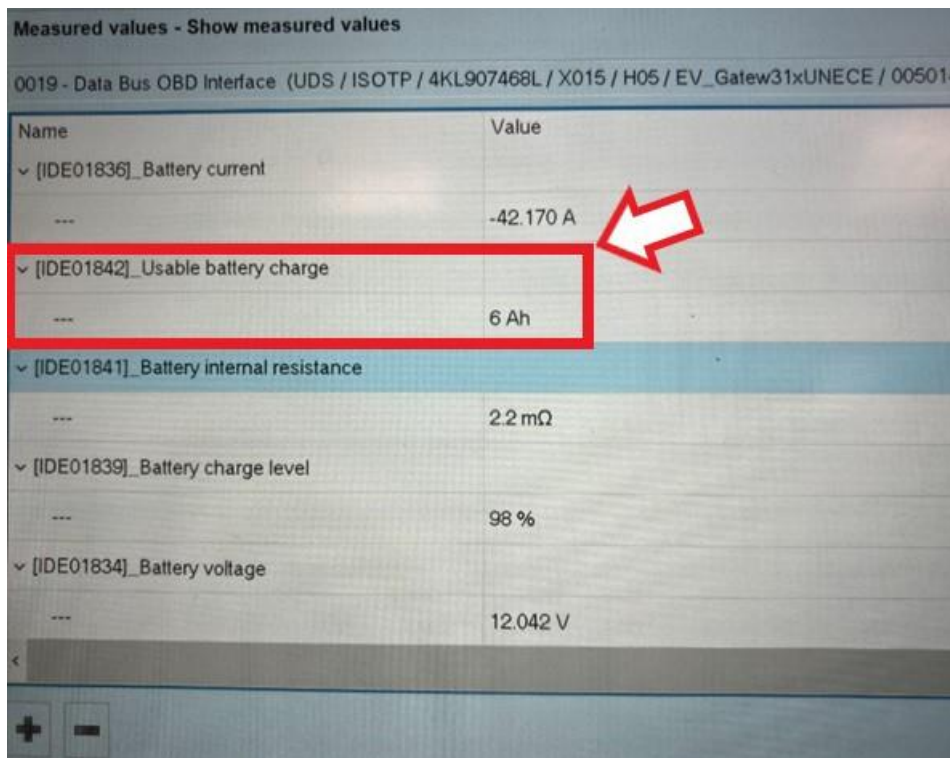 Measured values - Show measured values
0019 - Data Bus OBD Interface (UDS / ISOTP / 4KL907468L / X015 / H05 / EV_Gatew31xUNECE / 00501
Name Value
[IDE01836]_Battery current
--- -42.170 A
[IDE01842]_Usable battery charge
--- 6 Ah
[IDE01841]_Battery internal resistance
--- 2.2 mΩ
[IDE01839]_Battery charge level
--- 98 %
[IDE01834]_Battery voltage
--- 12.042 V